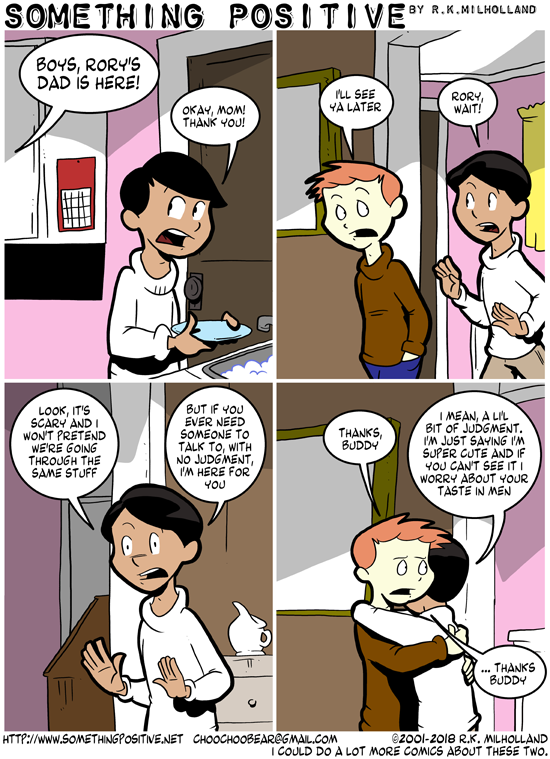 SOMETHING POSITIVE BY R.K.MILHOLLAND
BOYS, RORY'S
DAD IS HERE!
OKAY, MOM!
THANK YOU!
I'LL SEE
YA LATER
RORY,
WAIT!
LOOK, IT'S
SCARY AND I
WON'T PRETEND
WE'RE GOING
THROUGH THE
SAME STUFF
BUT IF YOU
EVER NEED
SOMEONE TO
TALK TO, WITH
NO JUDGMENT,
I'M HERE FOR
YOU
THANKS,
BUDDY
I MEAN, A LI'L
BIT OF JUDGMENT.
I'M JUST SAYING I'M
SUPER CUTE AND IF
YOU CAN'T SEE IT I
WORRY ABOUT YOUR
TASTE IN MEN
... THANKS
BUDDY
HTTP://WWW.SOMETHINGPOSITIVE.NET CHOOCHOOBEAR@GMAIL.COM ©2001-2018 R.K. MILHOLLAND
I COULD DO A LOT MORE COMICS ABOUT THESE TWO.